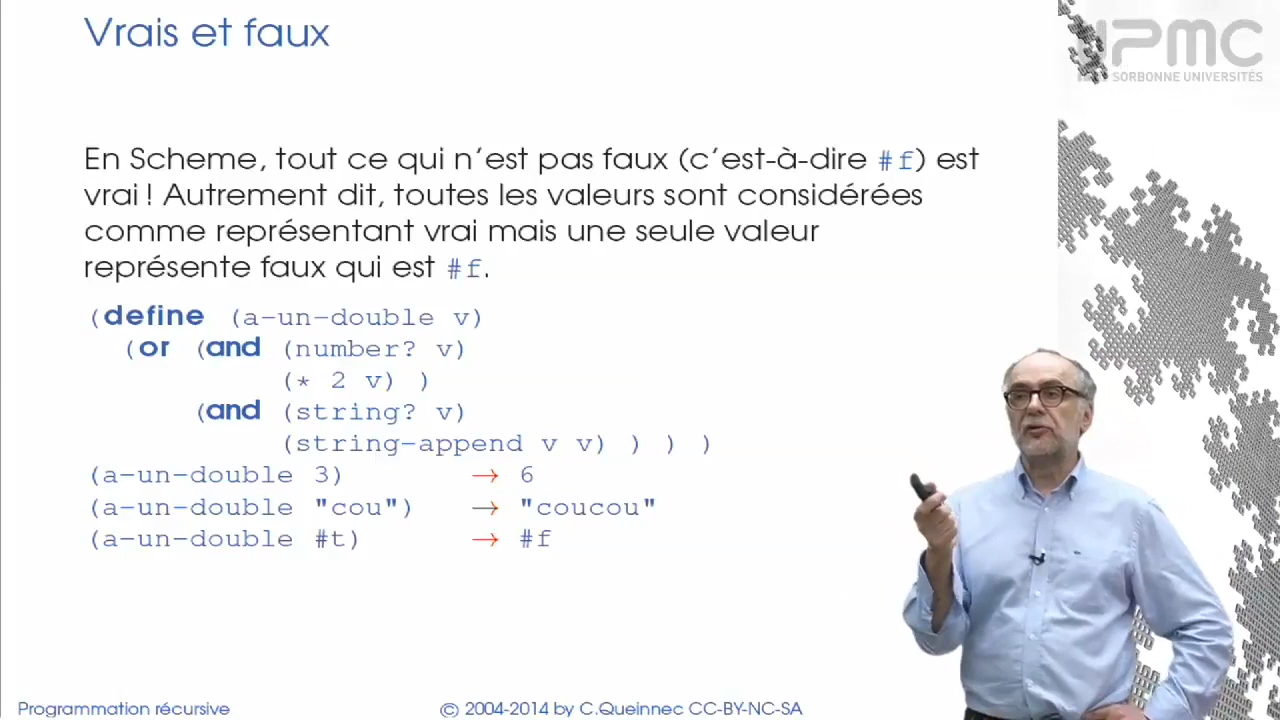 Vrais et faux
UPMC
SORBONNE UNIVERSITÉS
En Scheme, tout ce qui n'est pas faux (c'est-à-dire #f) est
vrai ! Autrement dit, toutes les valeurs sont considérées
comme représentant vrai mais une seule valeur
représente faux qui est #f.
(define (a-un-double v)
(or (and (number? v)
(* 2 v) )
(and (string? v)
(string-append v v) ) ) )
(a-un-double 3) → 6
(a-un-double "cou") → "coucou"
(a-un-double #t) → #f
Programmation récursive
© 2004-2014 by C.Queinnec CC-BY-NC-SA